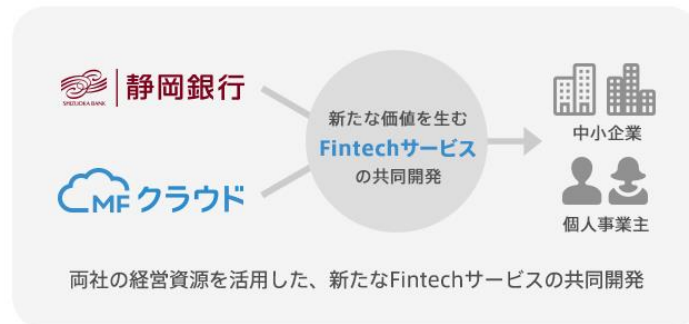 静岡銀行
SHIZUOKA BANK
MFクラウド
新たな価値を生む
Fintechサービス
の共同開発
中小企業
個人事業主
両社の経営資源を活用した、新たなFintechサービスの共同開発